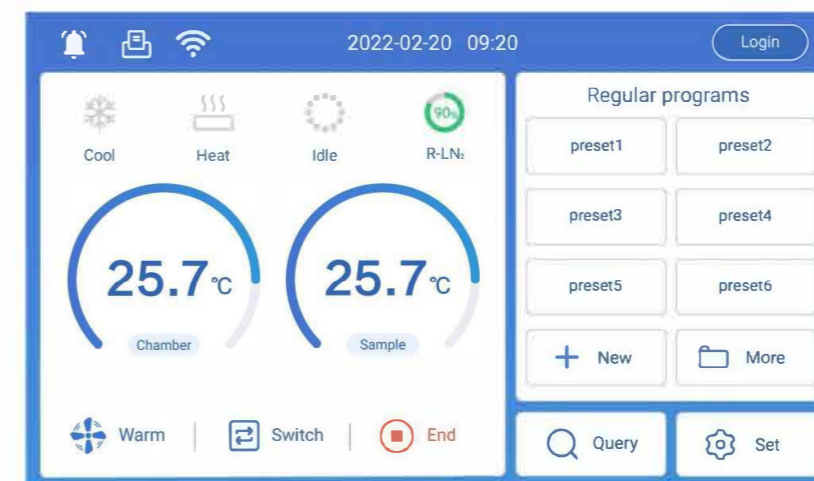 2022-02-20 09:20
Login
Cool
Heat
Idle
90%
R-LN₂
25.7℃
Chamber
25.7℃
Sample
Warm
Switch
End
Regular programs
preset1
preset2
preset3
preset4
preset5
preset6
New
More
Query
Set